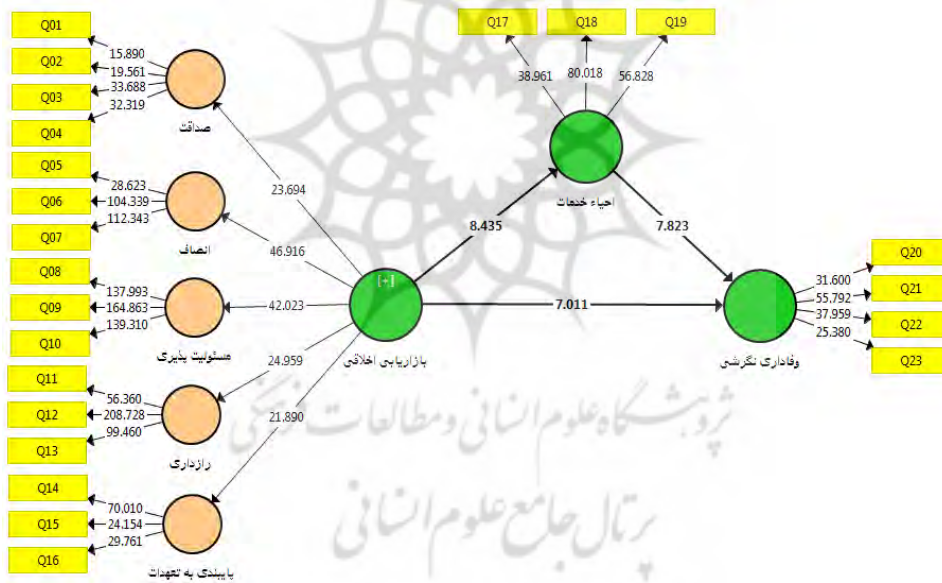 Q01
Q02
Q03
Q04
15.890
19.561
33.688
32.319
صداقت
Q05
Q06
Q07
28.623
104.339
112.343
انصاف
Q08
Q09
Q10
137.993
164.863
139.310
مسئولیت پذیری
Q11
Q12
Q13
56.360
208.728
99.460
رازداری
Q14
Q15
Q16
70.010
24.154
29.761
پایبندی به تعهدات
23.694
46.916
42.023
24.959
21.890
[+]
بازاریابی اخلاقی
8.435
7.011
Q17
Q18
Q19
38.961
80.018
56.828
احیاء خدمات
7.823
Q20
Q21
Q22
Q23
31.600
55.792
37.959
25.380
وفاداری نگرشی
پژوهشگاه علوم انسانی و مطالعات فرهنگی
پرتال جامع علوم انسانی